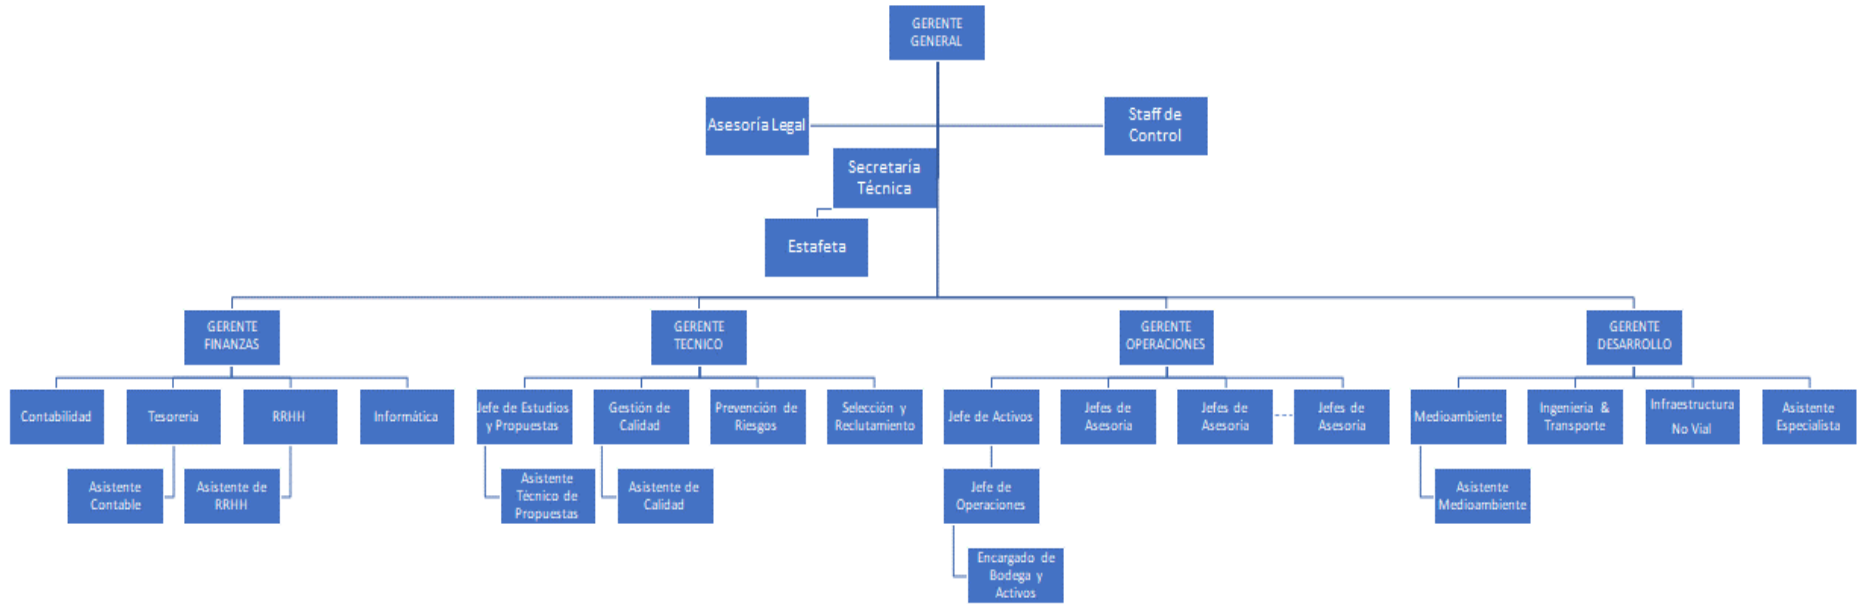 GERENTE
GENERAL
Asesoría Legal
Staff de
Control
Secretaría
Técnica
Estafeta
GERENTE
FINANZAS
GERENTE
TECNICO
GERENTE
OPERACIONES
GERENTE
DESARROLLO
Contabilidad
Tesoreria
RRHH
Informática
Jefe de Estudios
y Propuestas
Gestión de
Calidad
Prevención de
Riesgos
Selección y
Reclutamiento
Jefe de Activos
Jefes de
Asesoria
Jefes de
Asesoria
Jefes de
Asesoria
Medioambiente
Ingenieria &
Transporte
Infraestructura
No Vial
Asistente
Especialista
Asistente
Contable
Asistente de
RRHH
Asistente
Técnico de
Propuestas
Asistente de
Calidad
Jefe de
Operaciones
Asistente
Medioambiente
Encargado de
Bodega y
Activos